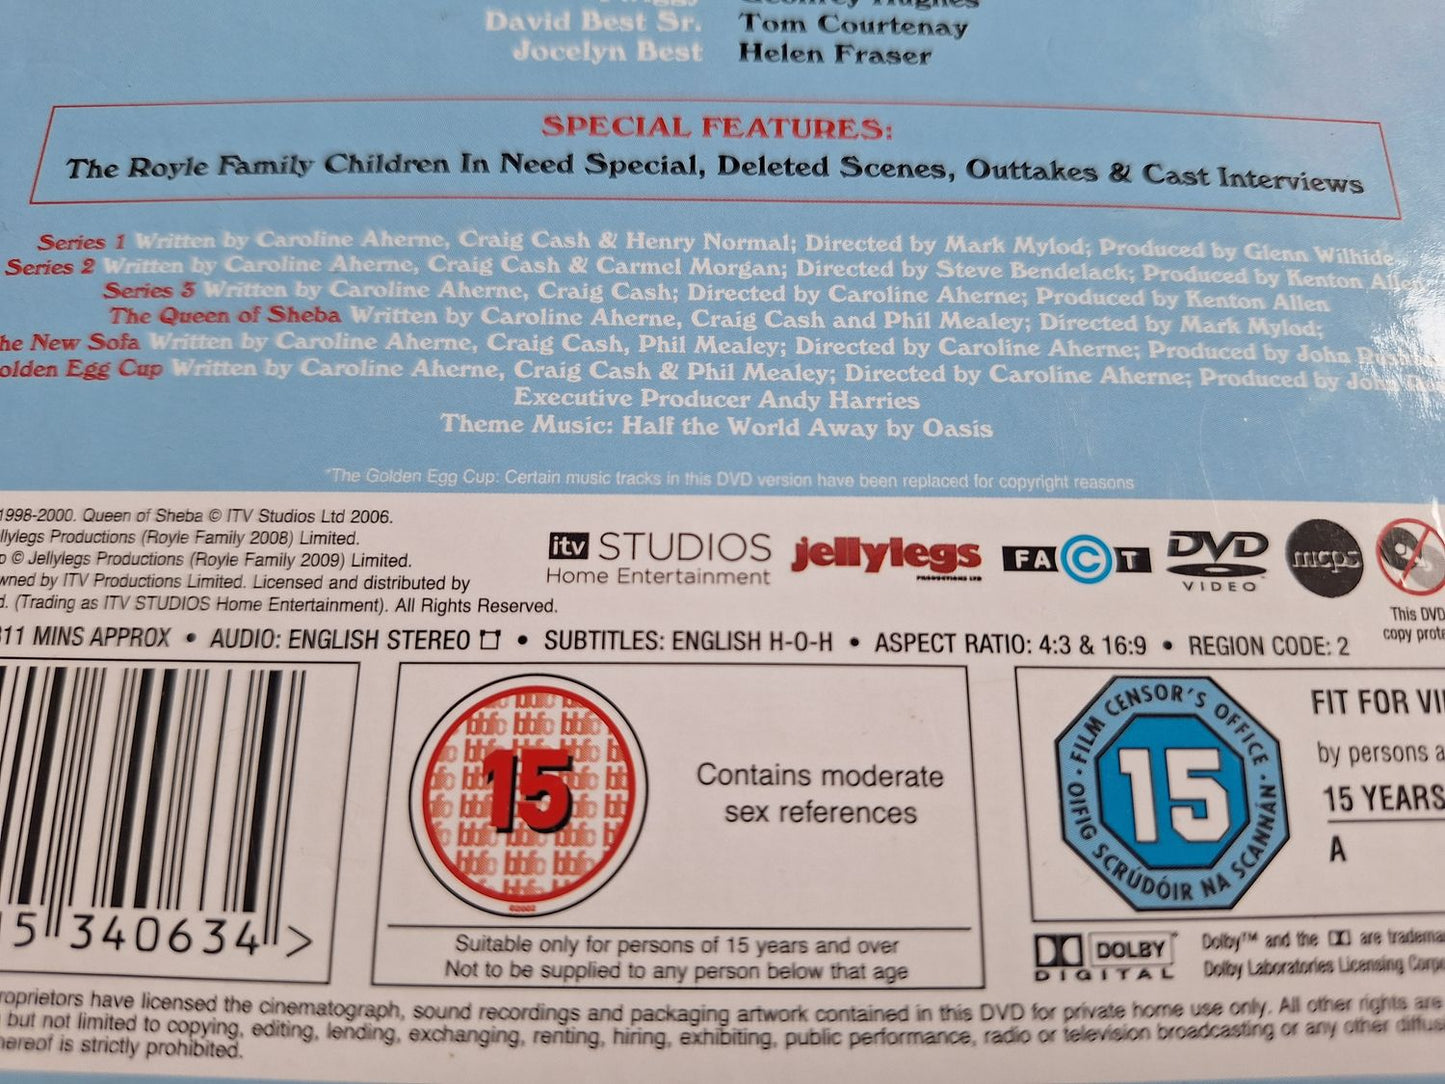 David Best Sr. Tom Courtenay
Jocelyn Best Helen Fraser
SPECIAL FEATURES:
The Royle Family Children In Need Special, Deleted Scenes, Outtakes & Cast Interviews
Series 1 Written by Caroline Aherne, Craig Cash & Henry Normal; Directed by Mark Mylod; Produced by Glenn Wilhide
Series 2 Written by Caroline Aherne, Craig Cash & Carmel Morgan; Directed by Steve Bendelack; Produced by Kenton Allen
Series 3 Written by Caroline Aherne, Craig Cash; Directed by Caroline Aherne; Produced by Kenton Allen
The Queen of Sheba Written by Caroline Aherne, Craig Cash and Phil Mealey; Directed by Mark Mylod;
he New Sofa Written by Caroline Aherne, Craig Cash, Phil Mealey; Directed by Caroline Aherne; Produced by John
olden Egg Cup Written by Caroline Aherne, Craig Cash & Phil Mealey; Directed by Caroline Aherne; Produced by John
Executive Producer Andy Harries
Theme Music: Half the World Away by Oasis
*The Golden Egg Cup: Certain music tracks in this DVD version have been replaced for copyright reasons
1998-2000. Queen of Sheba © ITV Studios Ltd 2006.
llylegs Productions (Royle Family 2008) Limited.
p © Jellylegs Productions (Royle Family 2009) Limited.
wned by ITV Productions Limited. Licensed and distributed by
d. (Trading as ITV STUDIOS Home Entertainment). All Rights Reserved.
itv STUDIOS
Home Entertainment
jellylegs
PRODUCTIONS LTD
FACT
DVD
VIDEO
mcps
This DVD
copy prote
311 MINS APPROX • AUDIO: ENGLISH STEREO • SUBTITLES: ENGLISH H-O-H • ASPECT RATIO: 4:3 & 16:9 • REGION CODE: 2
5 340634 >
bbfc
15
©2002
Contains moderate
sex references
Suitable only for persons of 15 years and over
Not to be supplied to any person below that age
FILM CENSOR'S OFFICE
15
OIFIG SCRÚDÓIR NA SCANNÁN
FIT FOR VI
by persons a
15 YEARS
A
DOLBY
DIGITAL
Dolby™ and the are tradema
Dolby Laboratories Licensing Corpo
roprietors have licensed the cinematograph, sound recordings and packaging artwork contained in this DVD for private home use only. All other rights are
but not limited to copying, editing, lending, exchanging, renting, hiring, exhibiting, public performance, radio or television broadcasting or any other diffus
hereof is strictly prohibited.